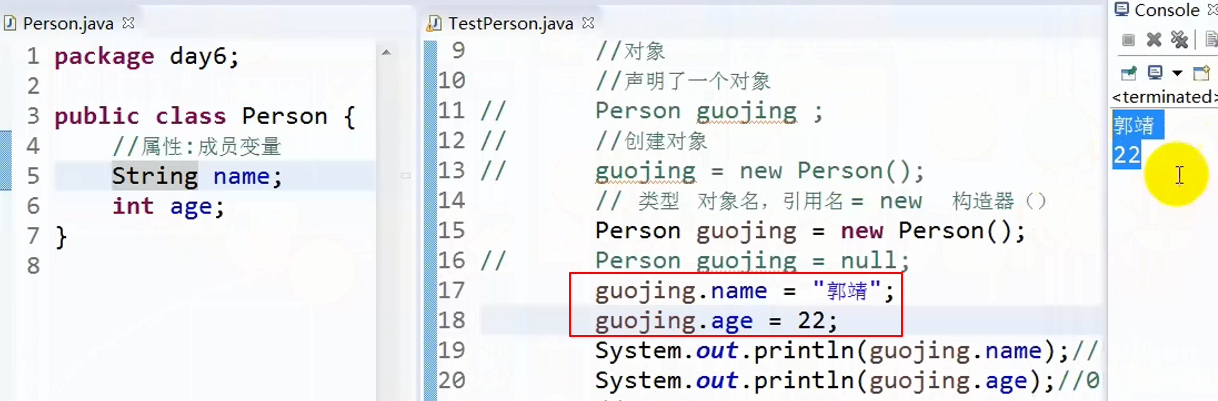 Person.java
1 package day6;
2
3 public class Person {
4 //属性:成员变量
5 String name;
6 int age;
7 }
8
TestPerson.java
9 //对象
10 //声明了一个对象
11 // Person guojing ;
12 // //创建对象
13 // guojing = new Person();
14 // 类型 对象名，引用名 = new 构造器（）
15 Person guojing = new Person();
16 // Person guojing = null;
17 guojing.name = "郭靖";
18 guojing.age = 22;
19 System.out.println(guojing.name);//
20 System.out.println(guojing.age);//0
Console
<terminated>
郭靖
22